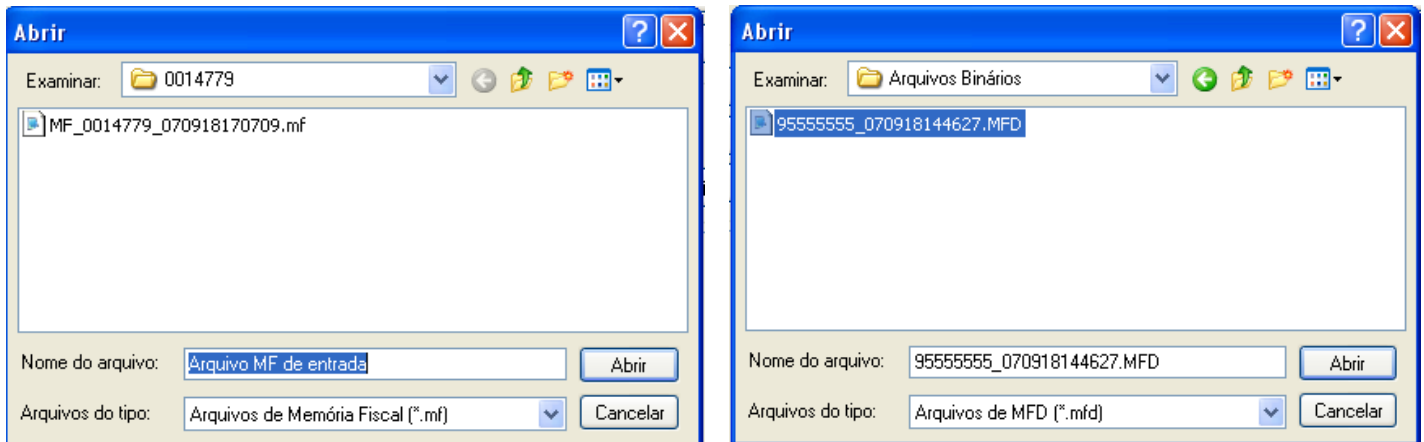 Abrir
Examinar: 0014779
MF_0014779_070918170709.mf
Nome do arquivo: Arquivo MF de entrada Abrir
Arquivos do tipo: Arquivos de Memória Fiscal (*.mf) Cancelar
Abrir
Examinar: Arquivos Binários
95555555_070918144627.MFD
Nome do arquivo: 95555555_070918144627.MFD Abrir
Arquivos do tipo: Arquivos de MFD (*.mfd) Cancelar